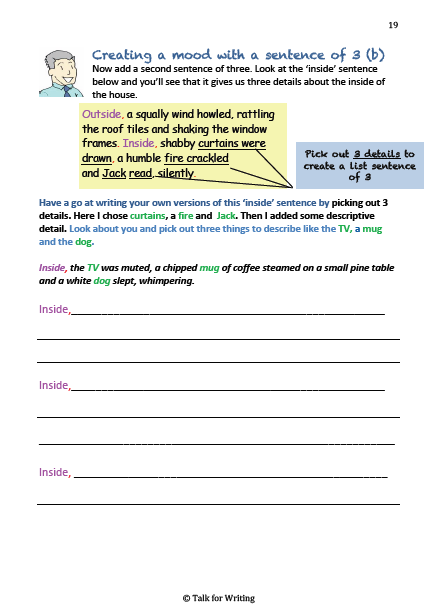 19
Creating a mood with a sentence of 3 (b)
Now add a second sentence of three. Look at the ‘inside’ sentence
below and you’ll see that it gives us three details about the inside of
the house.
Outside, a squally wind howled, rattling
the roof tiles and shaking the window
frames. Inside, shabby curtains were
drawn, a humble fire crackled
and Jack read, silently.
Pick out 3 details to
create a list sentence
of 3
Have a go at writing your own versions of this ‘inside’ sentence by picking out 3
details. Here I chose curtains, a fire and Jack. Then I added some descriptive
detail. Look about you and pick out three things to describe like the TV, a mug
and the dog.
Inside, the TV was muted, a chipped mug of coffee steamed on a small pine table
and a white dog slept, whimpering.
Inside,
Inside,
Inside,
© Talk for Writing